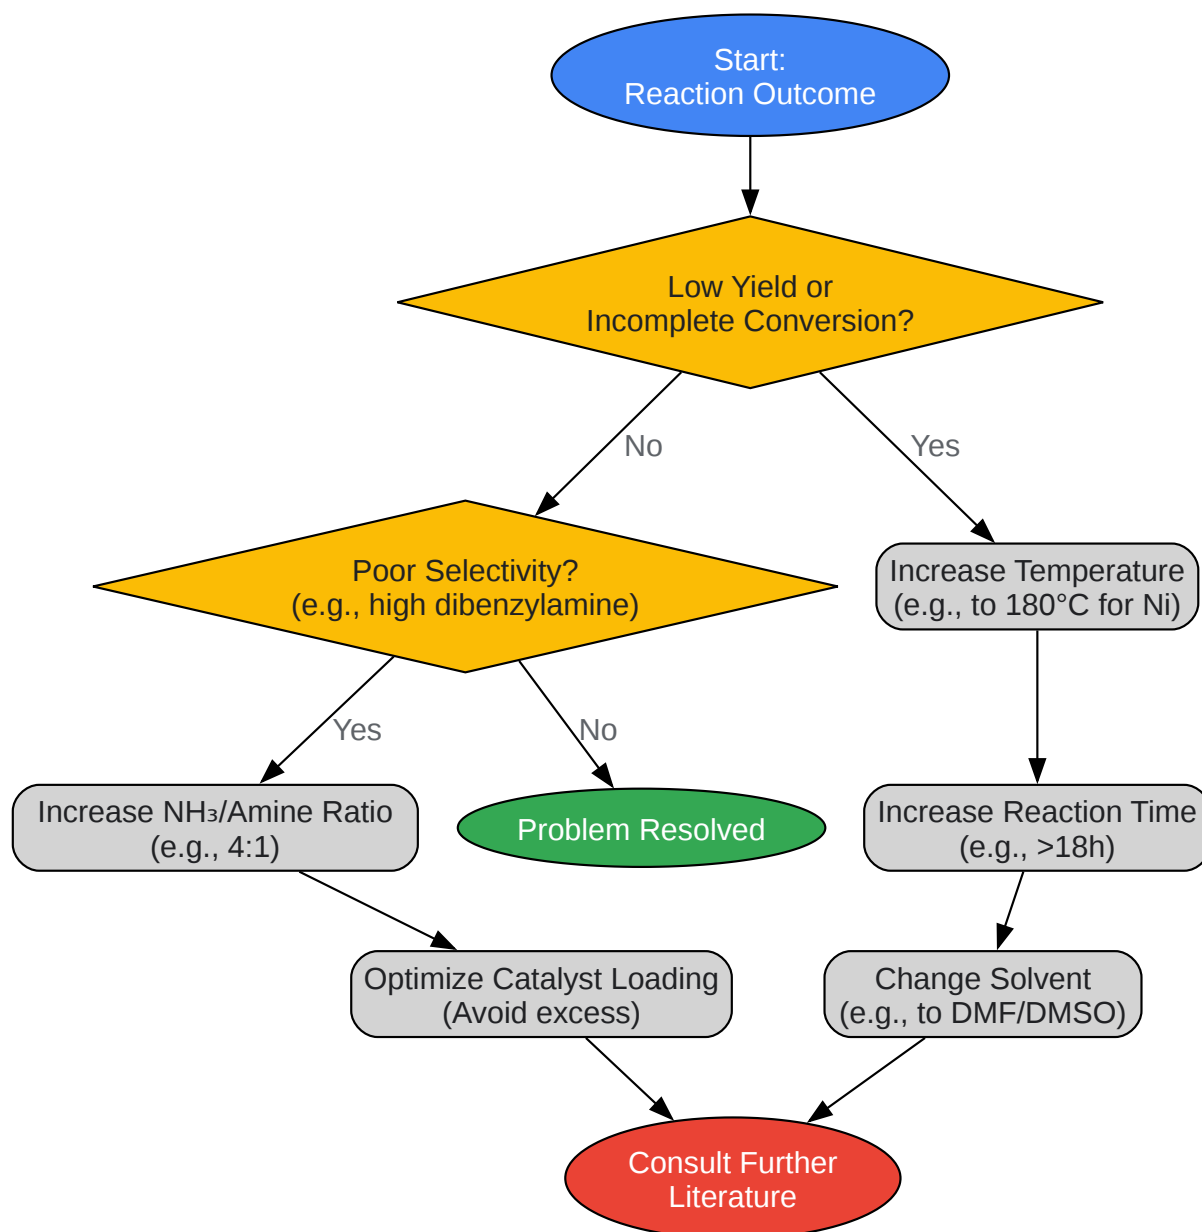 Start:
Reaction Outcome
Low Yield or
Incomplete Conversion?
No
Yes
Poor Selectivity?
(e.g., high dibenzylamine)
Increase Temperature
(e.g., to 180°C for Ni)
Yes
No
Increase NH₃/Amine Ratio
(e.g., 4:1)
Problem Resolved
Increase Reaction Time
(e.g., >18h)
Optimize Catalyst Loading
(Avoid excess)
Change Solvent
(e.g., to DMF/DMSO)
Consult Further
Literature